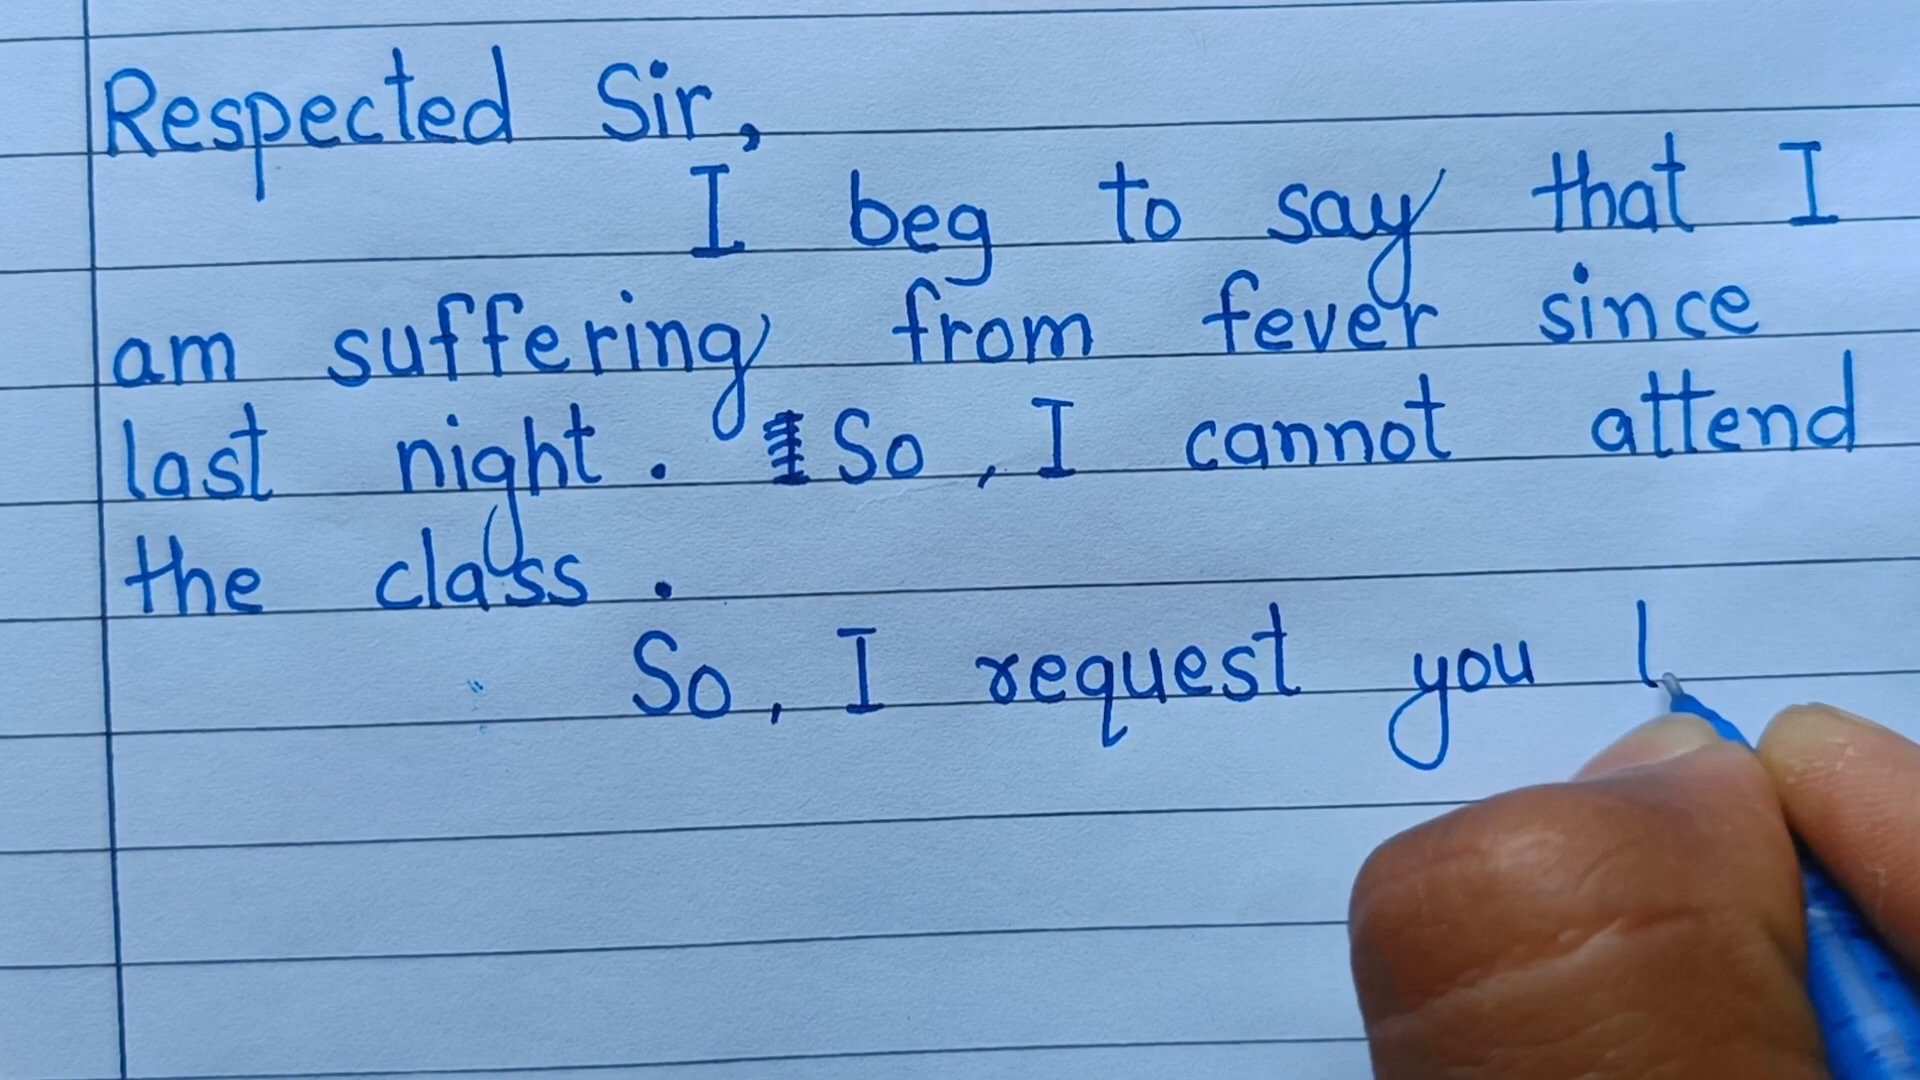 Respected Sir,
I beg to say that I
am suffering from fever since
last night. So, I cannot attend
the class.
So, I request you